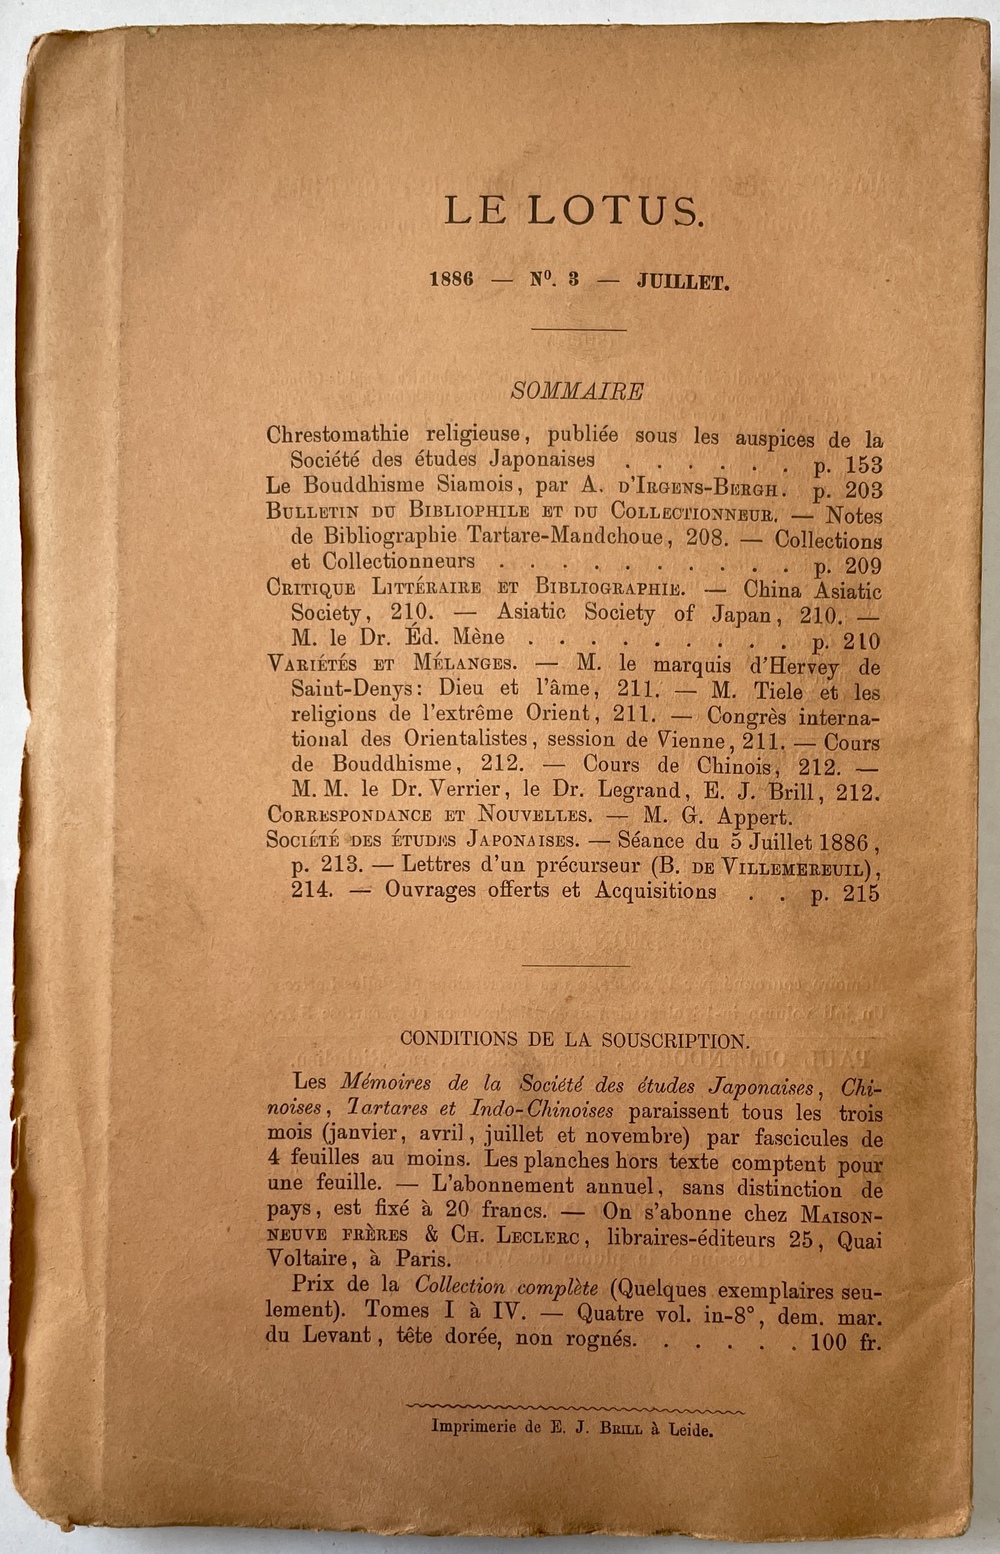 LE LOTUS.
1886 — Nº. 3 — JUILLET.
SOMMAIRE
Chrestomathie religieuse, publiée sous les auspices de la
Société des études Japonaises . . . . . . p. 153
Le Bouddhisme Siamois, par A. D'IRGENS-BERGH. p. 203
BULLETIN DU BIBLIOPHILE ET DU COLLECTIONNEUR. — Notes
de Bibliographie Tartare-Mandchoue, 208. — Collections
et Collectionneurs . . . . . . . . . . p. 209
CRITIQUE LITTÉRAIRE ET BIBLIOGRAPHIE. — China Asiatic
Society, 210. — Asiatic Society of Japan, 210. —
M. le Dr. Éd. Mène . . . . . . . . . p. 210
VARIÉTÉS ET MÉLANGES. — M. le marquis d'Hervey de
Saint-Denys: Dieu et l'âme, 211. — M. Tiele et les
religions de l'extrême Orient, 211. — Congrès interna-
tional des Orientalistes, session de Vienne, 211. — Cours
de Bouddhisme, 212. — Cours de Chinois, 212. —
M. M. le Dr. Verrier, le Dr. Legrand, E. J. Brill, 212.
CORRESPONDANCE ET NOUVELLES. — M. G. Appert.
SOCIÉTÉ DES ÉTUDES JAPONAISES. — Séance du 5 Juillet 1886,
p. 213. — Lettres d'un précurseur (B. DE VILLEMEREUIL),
214. — Ouvrages offerts et Acquisitions . . p. 215
CONDITIONS DE LA SOUSCRIPTION.
Les Mémoires de la Société des études Japonaises, Chi-
noises, Tartares et Indo-Chinoises paraissent tous les trois
mois (janvier, avril, juillet et novembre) par fascicules de
4 feuilles au moins. Les planches hors texte comptent pour
une feuille. — L'abonnement annuel, sans distinction de
pays, est fixé à 20 francs. — On s'abonne chez MAISON-
NEUVE FRÈRES & CH. LECLERC, libraires-éditeurs 25, Quai
Voltaire, à Paris.
Prix de la Collection complète (Quelques exemplaires seu-
lement). Tomes I à IV. — Quatre vol. in-8°, dem. mar.
du Levant, tête dorée, non rognés. . . . . . 100 fr.
Imprimerie de E. J. BRILL à Leide.